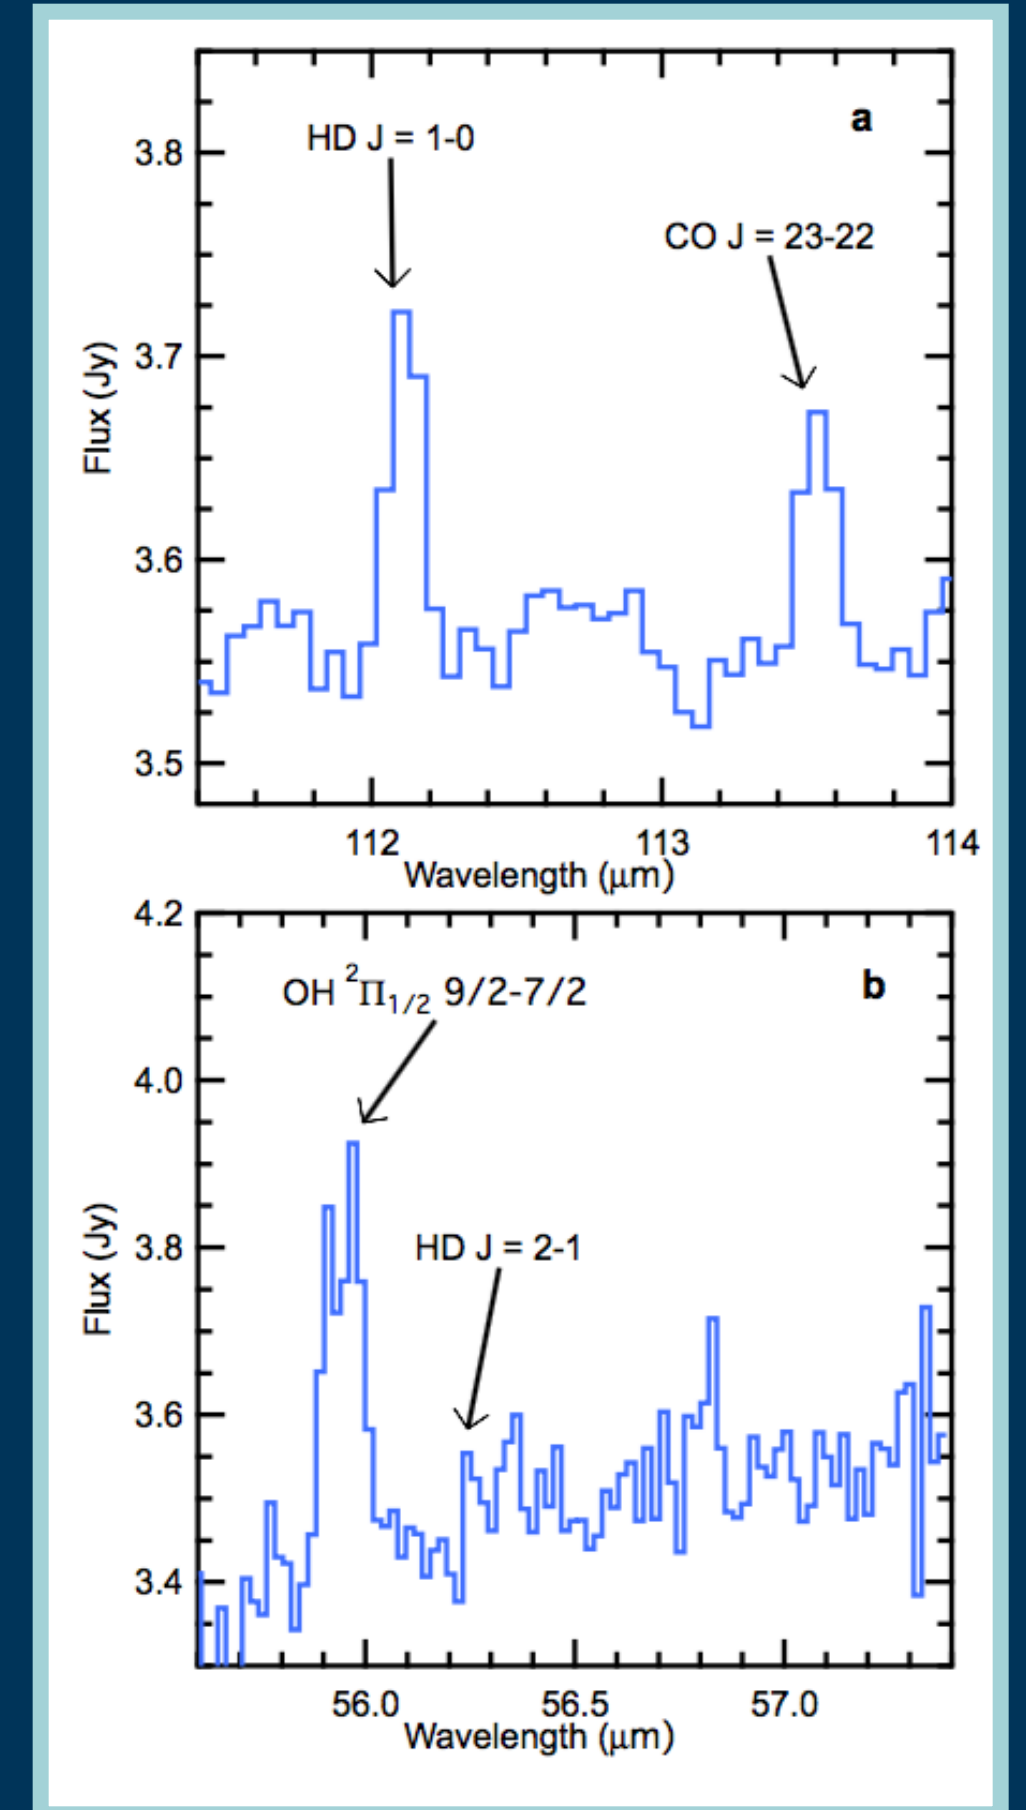 a
HD J = 1-0
3.8
CO J = 23-22
3.7
Flux (Jy)
3.6
3.5
112 113 114
Wavelength (μm)
4.2
b
OH ²Π₁/₂ 9/2-7/2
4.0
HD J = 2-1
3.8
Flux (Jy)
3.6
3.4
56.0 56.5 57.0
Wavelength (μm)